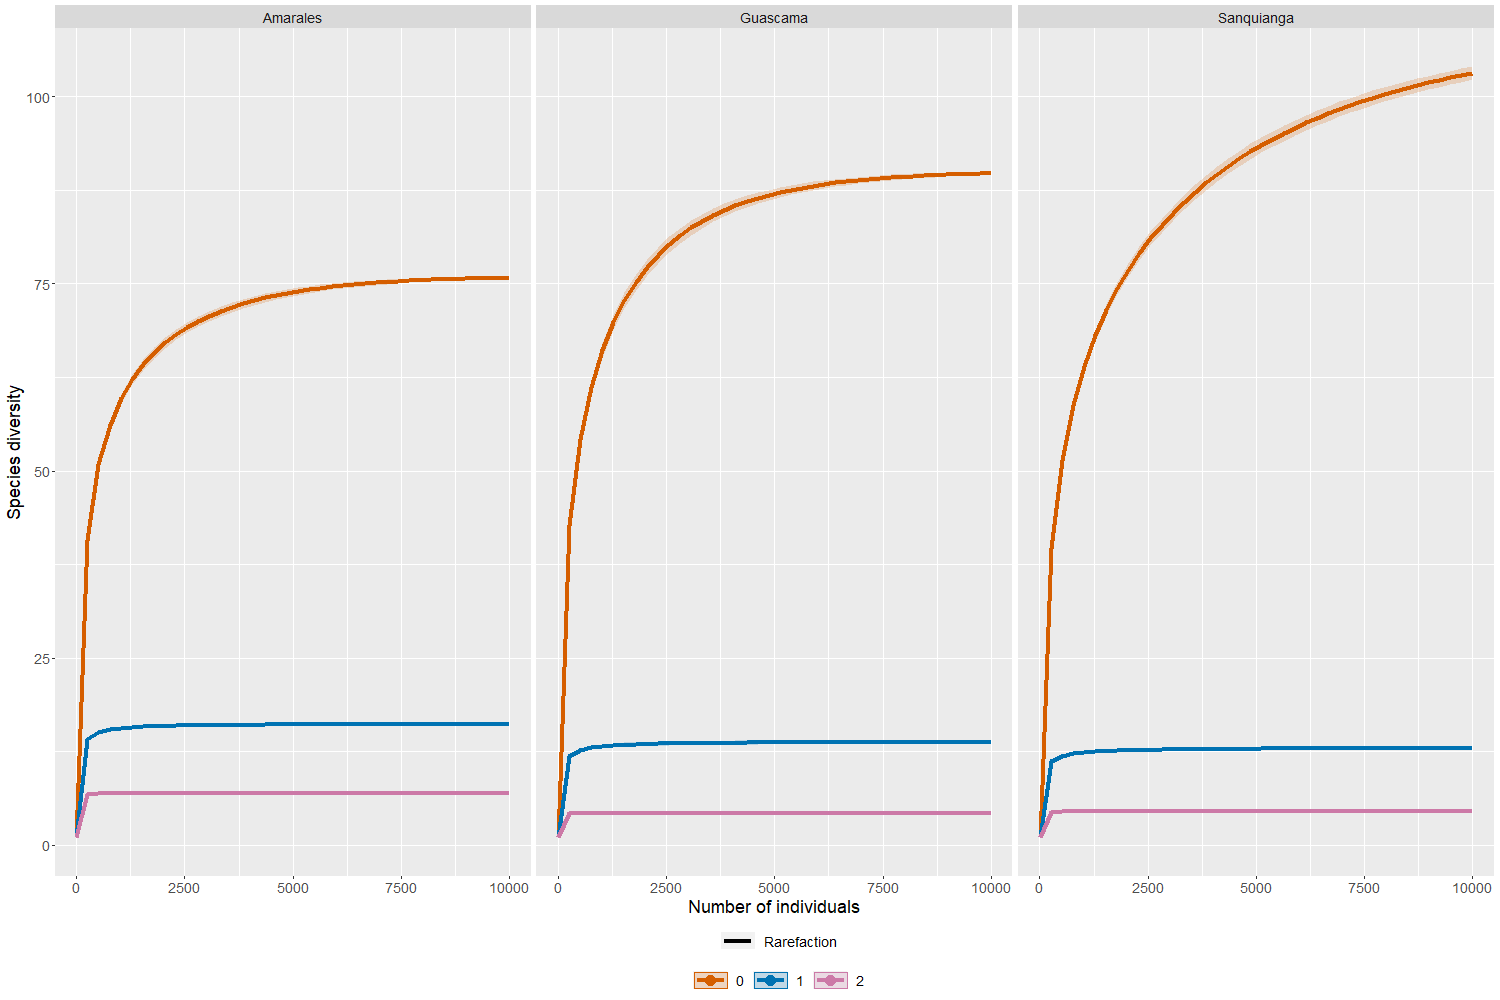 Amarales Guascama Sanquianga
100
75
50
25
0
Species diversity
0 2500 5000 7500 10000 0 2500 5000 7500 10000 0 2500 5000 7500 10000
Number of individuals
Rarefaction
0 1 2